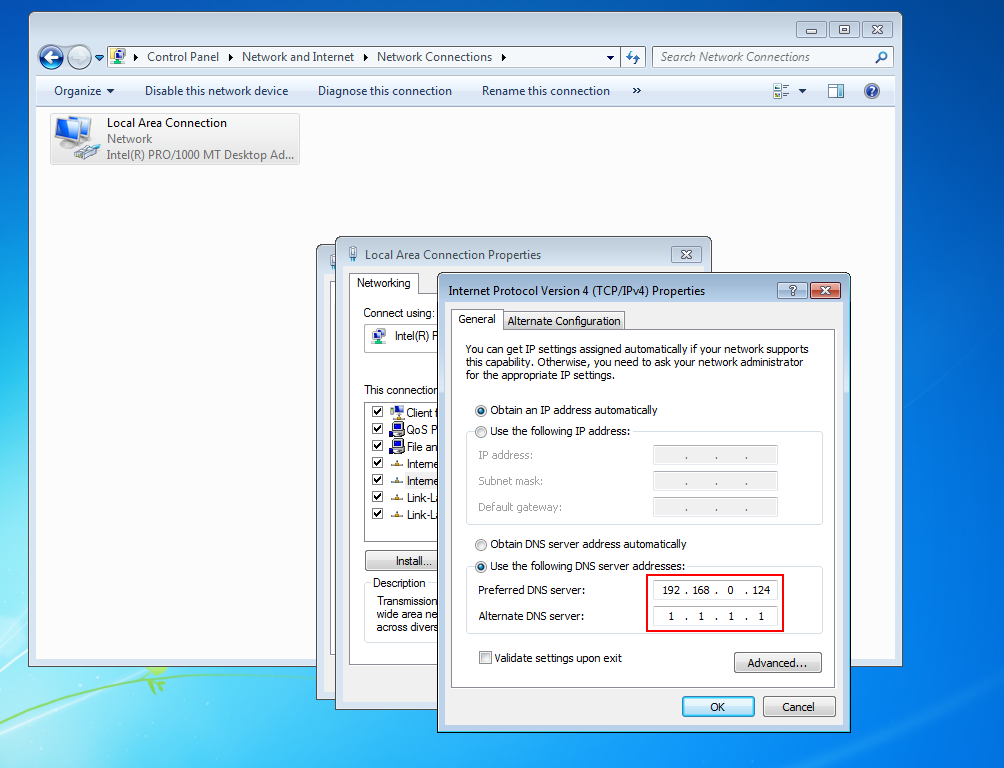 Control Panel Network and Internet Network Connections
Search Network Connections
Organize Disable this network device Diagnose this connection Rename this connection »
Local Area Connection
Network
Intel(R) PRO/1000 MT Desktop Ad...
Local Area Connection Properties
Networking
Connect using:
Intel(R) P
This connection
Client f
QoS P
File an
Interne
Interne
Link-La
Link-La
Install...
Description
Transmission
wide area ne
across divers
Internet Protocol Version 4 (TCP/IPv4) Properties
General Alternate Configuration
You can get IP settings assigned automatically if your network supports
this capability. Otherwise, you need to ask your network administrator
for the appropriate IP settings.
Obtain an IP address automatically
Use the following IP address:
IP address: . . .
Subnet mask: . . .
Default gateway: . . .
Obtain DNS server address automatically
Use the following DNS server addresses:
Preferred DNS server: 192 . 168 . 0 . 124
Alternate DNS server: 1 . 1 . 1 . 1
Validate settings upon exit
Advanced...
OK Cancel